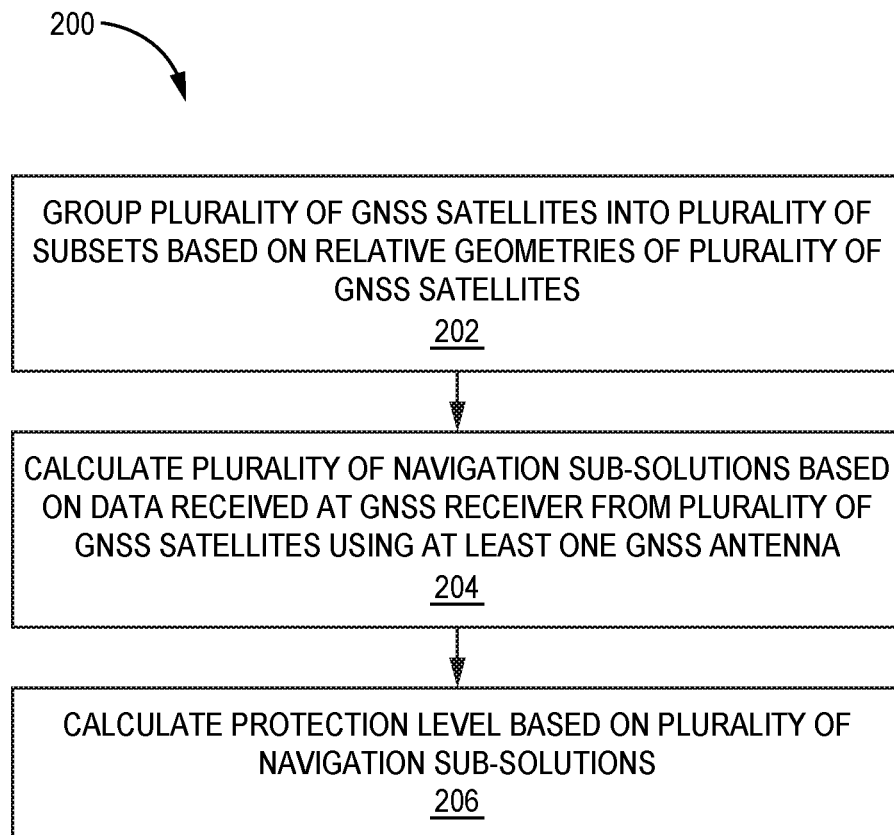 200
GROUP PLURALITY OF GNSS SATELLITES INTO PLURALITY OF
SUBSETS BASED ON RELATIVE GEOMETRIES OF PLURALITY OF
GNSS SATELLITES
202
CALCULATE PLURALITY OF NAVIGATION SUB-SOLUTIONS BASED
ON DATA RECEIVED AT GNSS RECEIVER FROM PLURALITY OF
GNSS SATELLITES USING AT LEAST ONE GNSS ANTENNA
204
CALCULATE PROTECTION LEVEL BASED ON PLURALITY OF
NAVIGATION SUB-SOLUTIONS
206